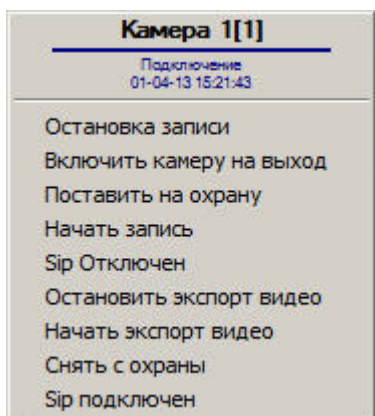 Камера 1[1]
Подключение
01-04-13 15:21:43
Остановка записи
Включить камеру на выход
Поставить на охрану
Начать запись
Sip Отключен
Остановить экспорт видео
Начать экспорт видео
Снять с охраны
Sip подключен